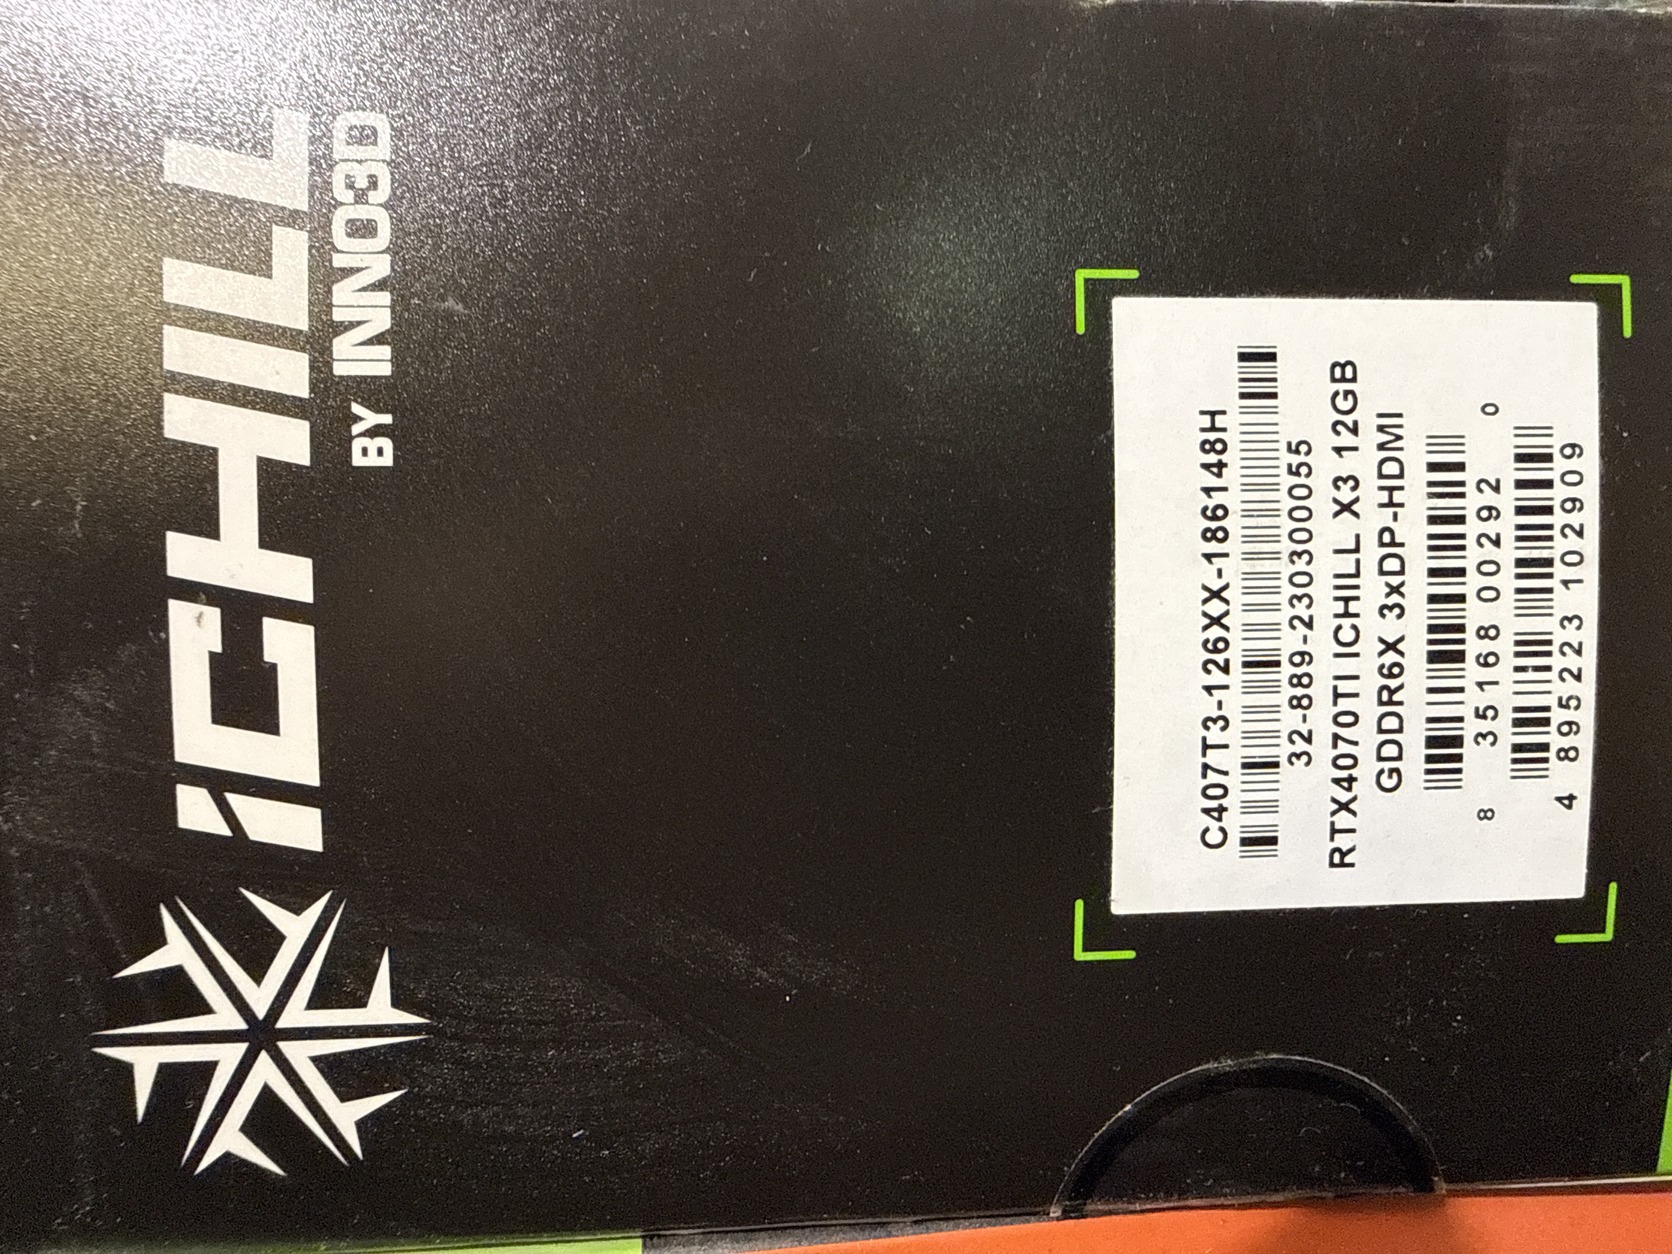 iCHILL
BY INNO3D
C407T3-126XX-186148H
32-889-230300055
RTX4070TI ICHILL X3 12GB
GDDR6X 3xDP-HDMI
8 35168 00292 0
4 895223 102909